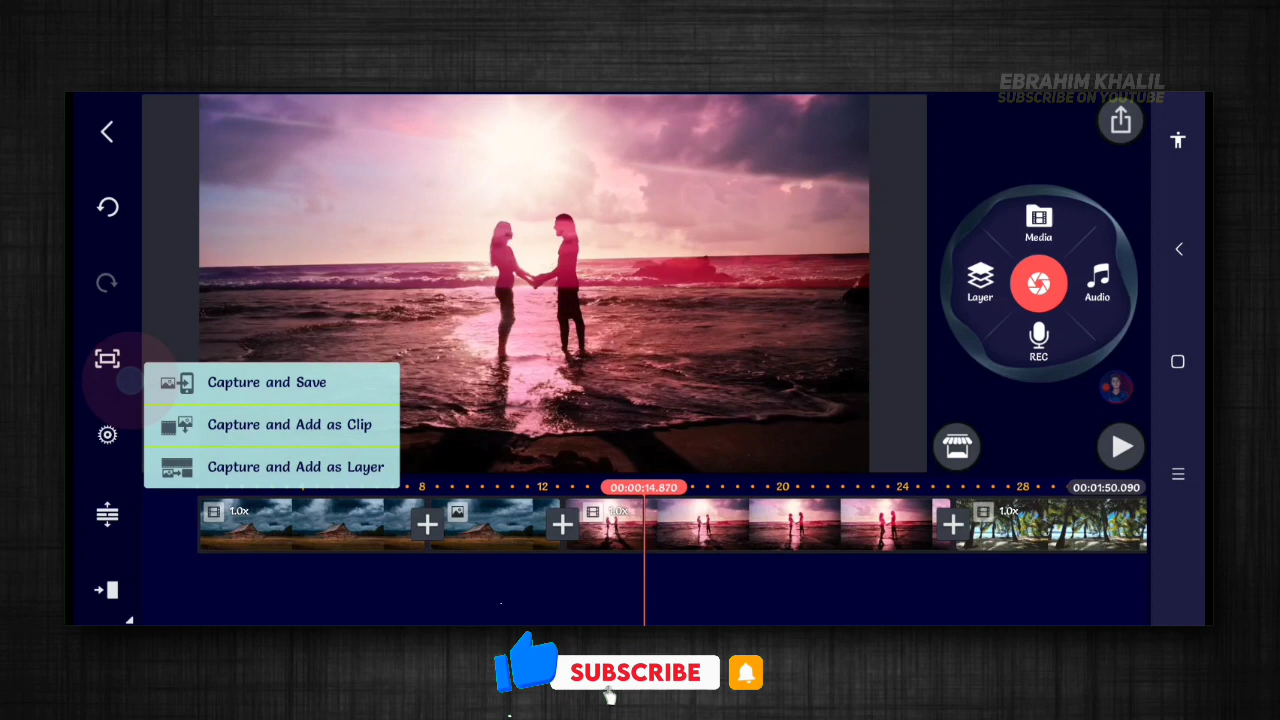 EBRAHIM KHALIL
SUBSCRIBE ON YOUTUBE
Media
Layer
Audio
REC
Capture and Save
Capture and Add as Clip
Capture and Add as Layer
8
12
00:00:14.870
20
24
28
00:01:50.090
1.0x
1.0x
1.0x
SUBSCRIBE